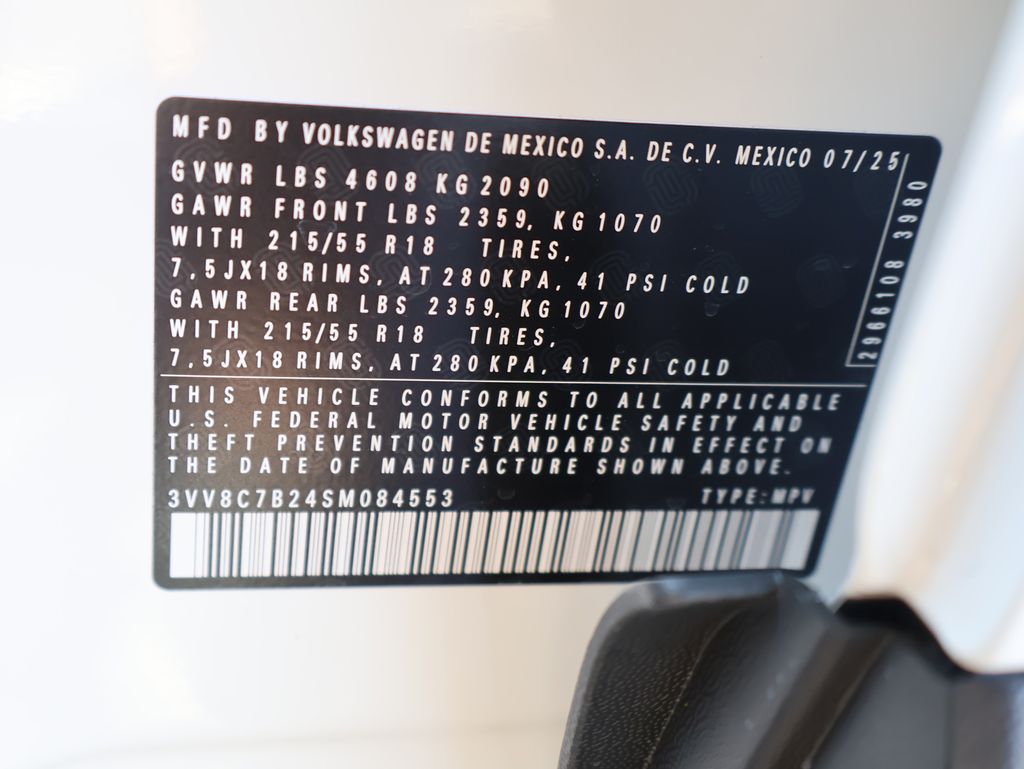 MFD BY VOLKSWAGEN DE MEXICO S.A. DE C.V. MEXICO 07/25
GVWR LBS 4608 KG 2090
GAWR FRONT LBS 2359, KG 1070
WITH 215/55 R18 TIRES,
7,5JX18 RIMS, AT 280 KPA, 41 PSI COLD
GAWR REAR LBS 2359, KG 1070
WITH 215/55 R18 TIRES,
7,5JX18 RIMS, AT 280 KPA, 41 PSI COLD
2966108 3980
THIS VEHICLE CONFORMS TO ALL APPLICABLE
U.S. FEDERAL MOTOR VEHICLE SAFETY AND
THEFT PREVENTION STANDARDS IN EFFECT ON
THE DATE OF MANUFACTURE SHOWN ABOVE.
3VV8C7B24SM084553 TYPE:MPV